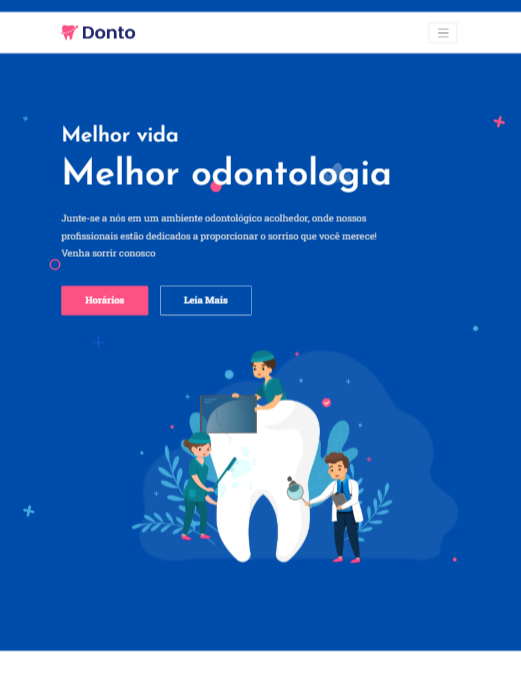 Donto
Melhor vida
Melhor odontologia
Junte-se a nós em um ambiente odontológico acolhedor, onde nossos
profissionais estão dedicados a proporcionar o sorriso que você merece!
Venha sorrir conosco
Horários
Leia Mais